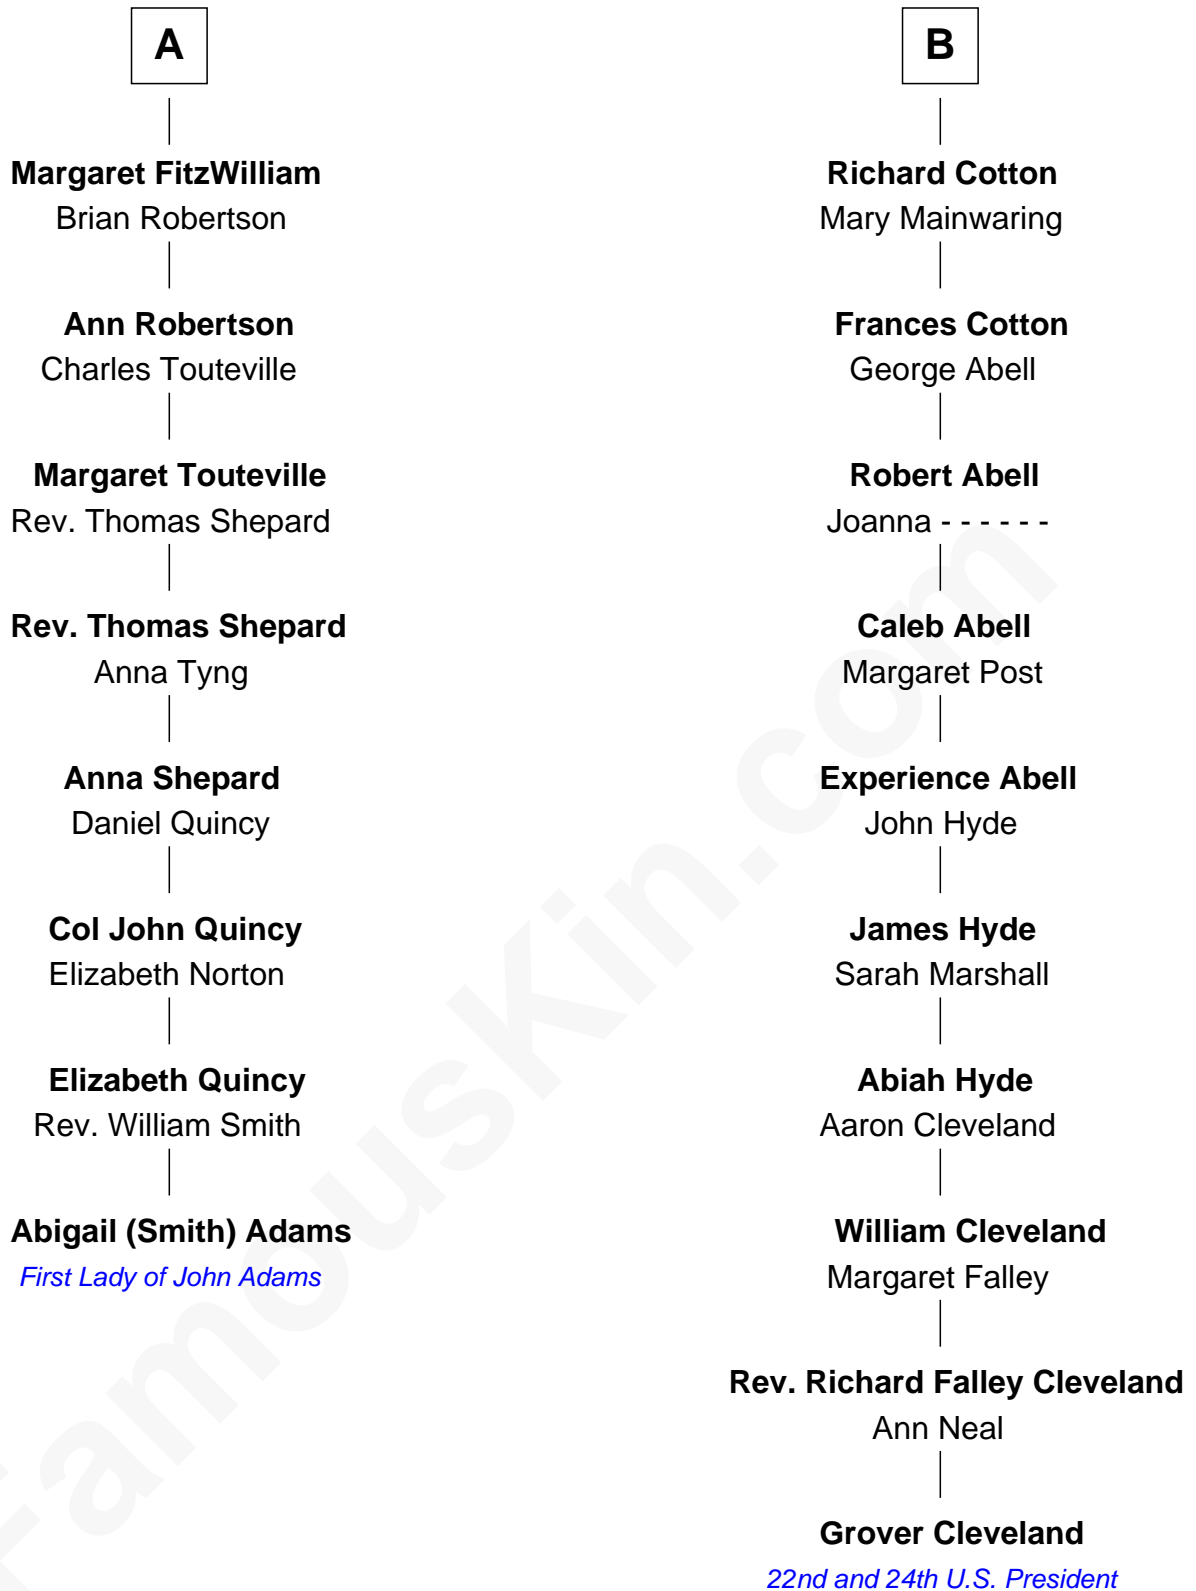 A
Margaret FitzWilliam
Brian Robertson
Ann Robertson
Charles Touteville
Margaret Touteville
Rev. Thomas Shepard
Rev. Thomas Shepard
Anna Tyng
Anna Shepard
Daniel Quincy
Col John Quincy
Elizabeth Norton
Elizabeth Quincy
Rev. William Smith
Abigail (Smith) Adams
First Lady of John Adams
B
Richard Cotton
Mary Mainwaring
Frances Cotton
George Abell
Robert Abell
Joanna - - - - - -
Caleb Abell
Margaret Post
Experience Abell
John Hyde
James Hyde
Sarah Marshall
Abiah Hyde
Aaron Cleveland
William Cleveland
Margaret Falley
Rev. Richard Falley Cleveland
Ann Neal
Grover Cleveland
22nd and 24th U.S. President
FamousKin.com